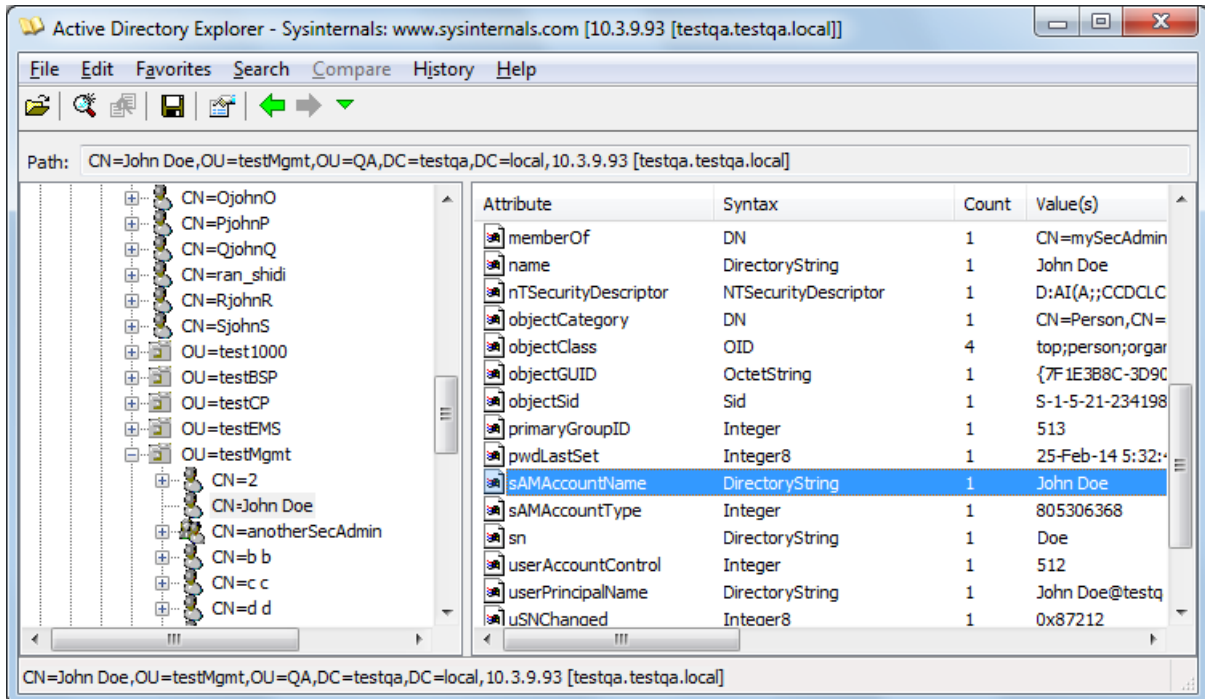 Active Directory Explorer - Sysinternals: www.sysinternals.com [10.3.9.93 [testqa.testqa.local]]
File Edit Favorites Search Compare History Help
Path: CN=John Doe,OU=testMgmt,OU=QA,DC=testqa,DC=local,10.3.9.93 [testqa.testqa.local]
CN=OjohnO
CN=PjohnP
CN=QjohnQ
CN=ran_shidi
CN=RjohnR
CN=SjohnS
OU=test1000
OU=testBSP
OU=testCP
OU=testEMS
OU=testMgmt
CN=2
CN=John Doe
CN=anotherSecAdmin
CN=b b
CN=c c
CN=d d
Attribute Syntax Count Value(s)
memberOf DN 1 CN=mySecAdmin
name DirectoryString 1 John Doe
nTSecurityDescriptor NTSecurityDescriptor 1 D:AI(A;;CCDCLC
objectCategory DN 1 CN=Person,CN=
objectClass OID 4 top;person;organ
objectGUID OctetString 1 {7F1E3B8C-3D90
objectSid Sid 1 S-1-5-21-234198
primaryGroupID Integer 1 513
pwdLastSet Integer8 1 25-Feb-14 5:32:4
sAMAccountName DirectoryString 1 John Doe
sAMAccountType Integer 1 805306368
sn DirectoryString 1 Doe
userAccountControl Integer 1 512
userPrincipalName DirectoryString 1 John Doe@testq
uSNChanged Integer8 1 0x87212
CN=John Doe,OU=testMgmt,OU=QA,DC=testqa,DC=local,10.3.9.93 [testqa.testqa.local]